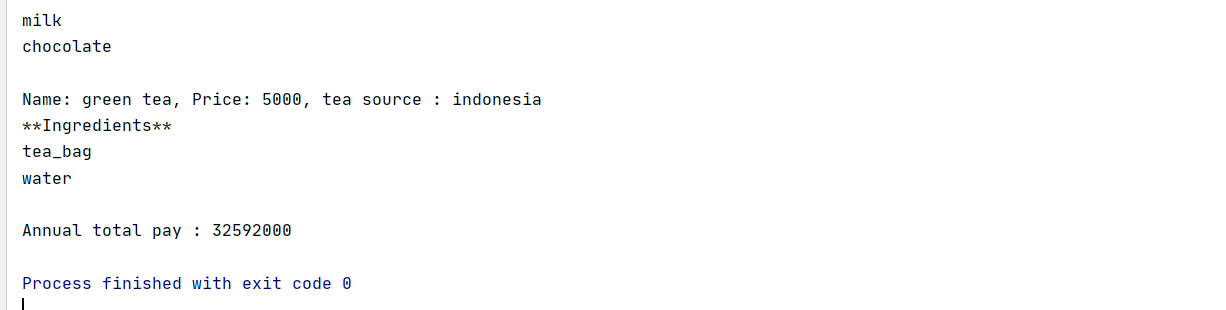 milk
chocolate
Name: green tea, Price: 5000, tea source : indonesia
**Ingredients**
tea_bag
water
Annual total pay : 32592000
Process finished with exit code 0